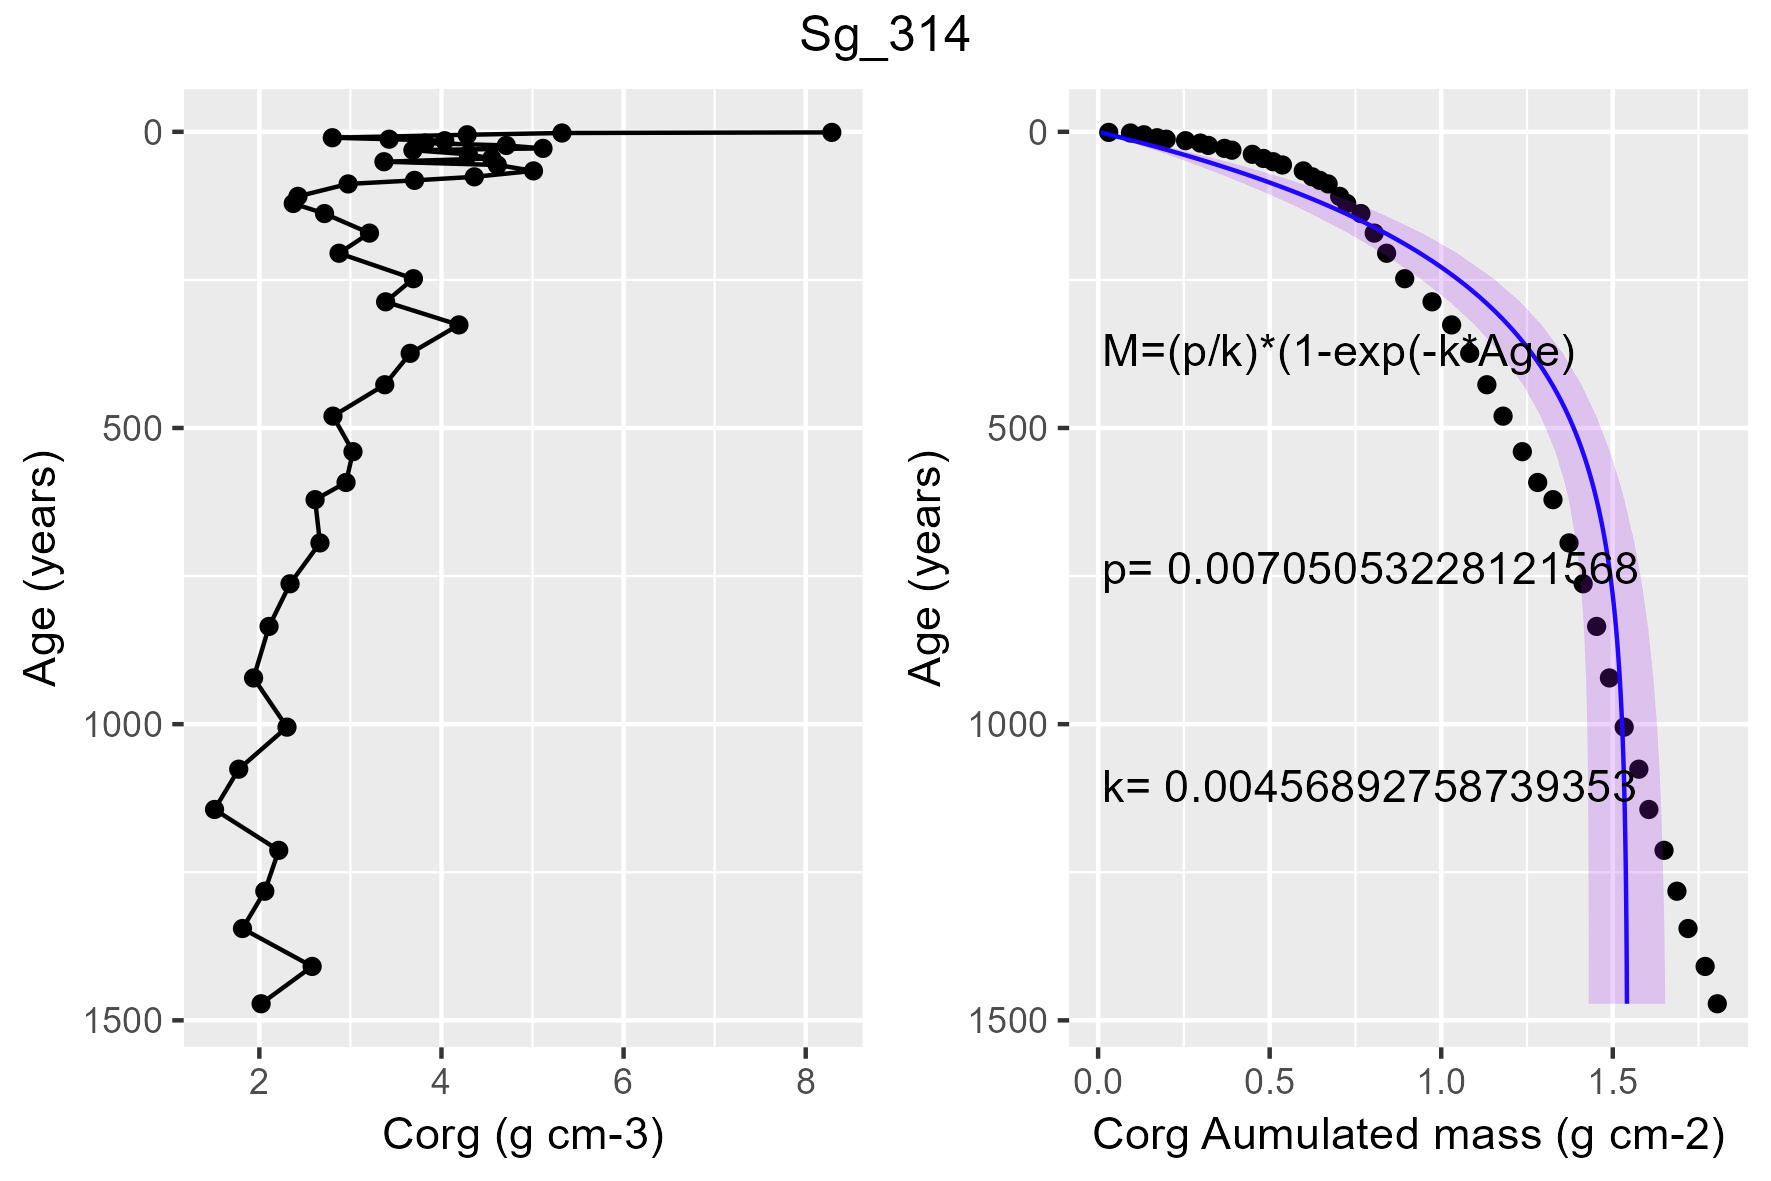 Sg_314
0
500
1000
1500
Age (years)
2 4 6 8
Corg (g cm-3)
0
500
1000
1500
Age (years)
M=(p/k)*(1-exp(-k*Age)
p= 0.00705053228121568
k= 0.00456892758739353
0.0 0.5 1.0 1.5
Corg Aumulated mass (g cm-2)